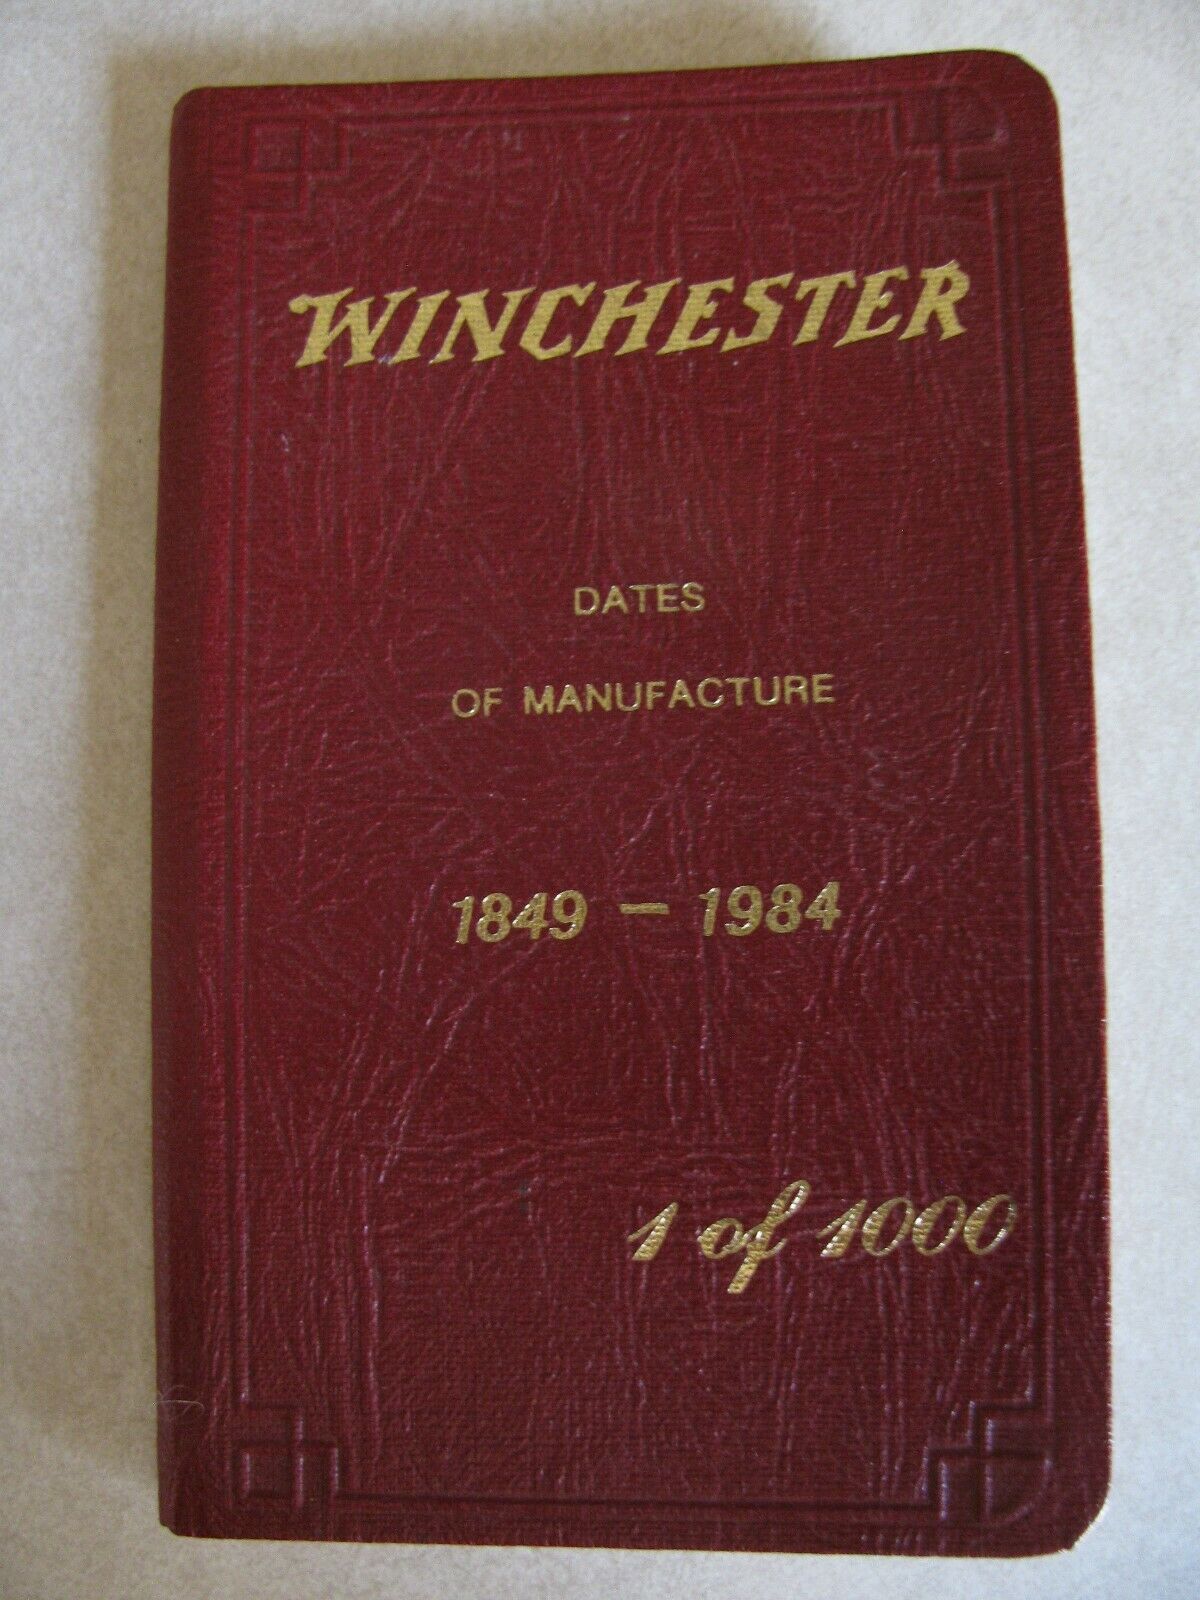 WINCHESTER
DATES
OF MANUFACTURE
1849 – 1984
1 of 1000